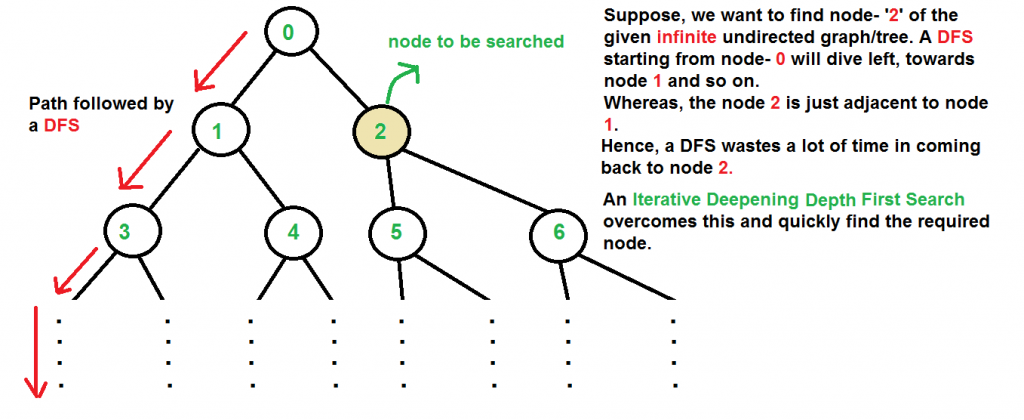 0
node to be searched
Path followed by
a DFS
1
2
3
4
5
6
Suppose, we want to find node- '2' of the
given infinite undirected graph/tree. A DFS
starting from node- 0 will dive left, towards
node 1 and so on.
Whereas, the node 2 is just adjacent to node
1.
Hence, a DFS wastes a lot of time in coming
back to node 2.
An Iterative Deepening Depth First Search
overcomes this and quickly find the required
node.